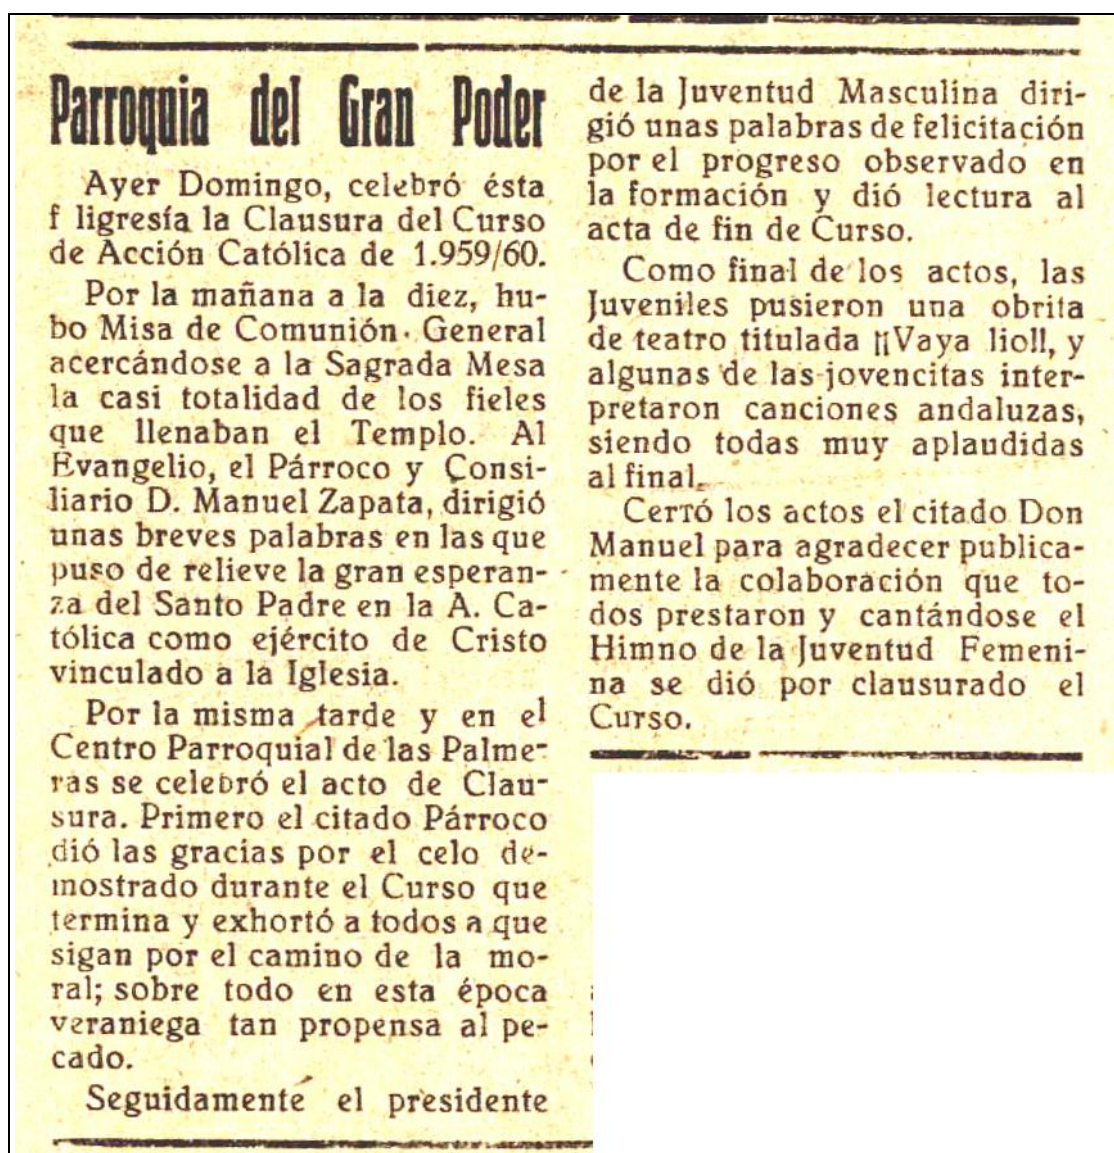 Parroquia del Gran Poder
Ayer Domingo, celebró ésta
f ligresía la Clausura del Curso
de Acción Católica de 1.959/60.
Por la mañana a la diez, hu-
bo Misa de Comunión General
acercándose a la Sagrada Mesa
la casi totalidad de los fieles
que llenaban el Templo. Al
Evangelio, el Párroco y Consi-
liario D. Manuel Zapata, dirigió
unas breves palabras en las que
puso de relieve la gran esperan-
za del Santo Padre en la A. Ca-
tólica como ejército de Cristo
vinculado a la Iglesia.
Por la misma tarde y en el
Centro Parroquial de las Palme-
ras se celebró el acto de Clau-
sura. Primero el citado Párroco
dió las gracias por el celo de-
mostrado durante el Curso que
termina y exhortó a todos a que
sigan por el camino de la mo-
ral; sobre todo en esta época
veraniega tan propensa al pe-
cado.
Seguidamente el presidente
de la Juventud Masculina diri-
gió unas palabras de felicitación
por el progreso observado en
la formación y dió lectura al
acta de fin de Curso.
Como final de los actos, las
Juveniles pusieron una obrita
de teatro titulada ¡¡Vaya lio!!, y
algunas de las jovencitas inter-
pretaron canciones andaluzas,
siendo todas muy aplaudidas
al final.
Cerró los actos el citado Don
Manuel para agradecer publica-
mente la colaboración que to-
dos prestaron y cantándose el
Himno de la Juventud Femeni-
na se dió por clausurado el
Curso.